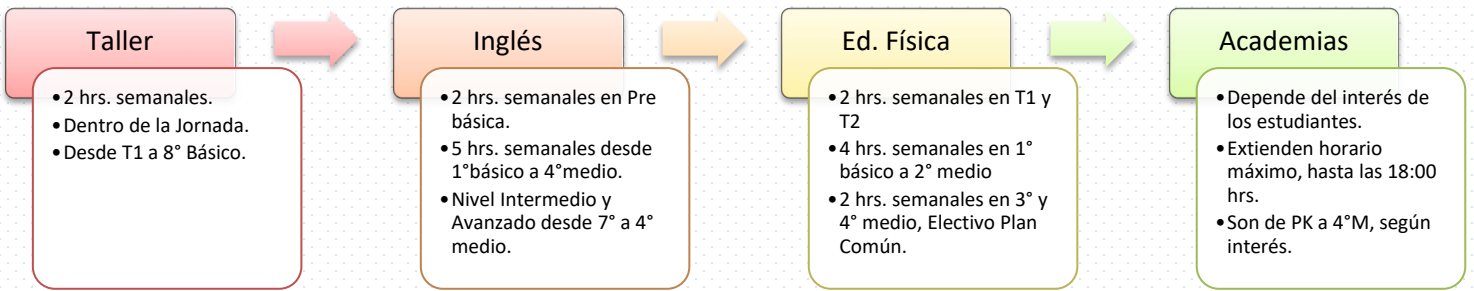 Taller
•2 hrs. semanales.
•Dentro de la Jornada.
•Desde T1 a 8° Básico.
Inglés
•2 hrs. semanales en Pre
básica.
•5 hrs. semanales desde
1°básico a 4°medio.
•Nivel Intermedio y
Avanzado desde 7° a 4°
medio.
Ed. Física
•2 hrs. semanales en T1 y
T2
•4 hrs. semanales en 1°
básico a 2° medio
•2 hrs. semanales en 3° y
4° medio, Electivo Plan
Común.
Academias
•Depende del interés de
los estudiantes.
•Extienden horario
máximo, hasta las 18:00
hrs.
•Son de PK a 4°M, según
interés.